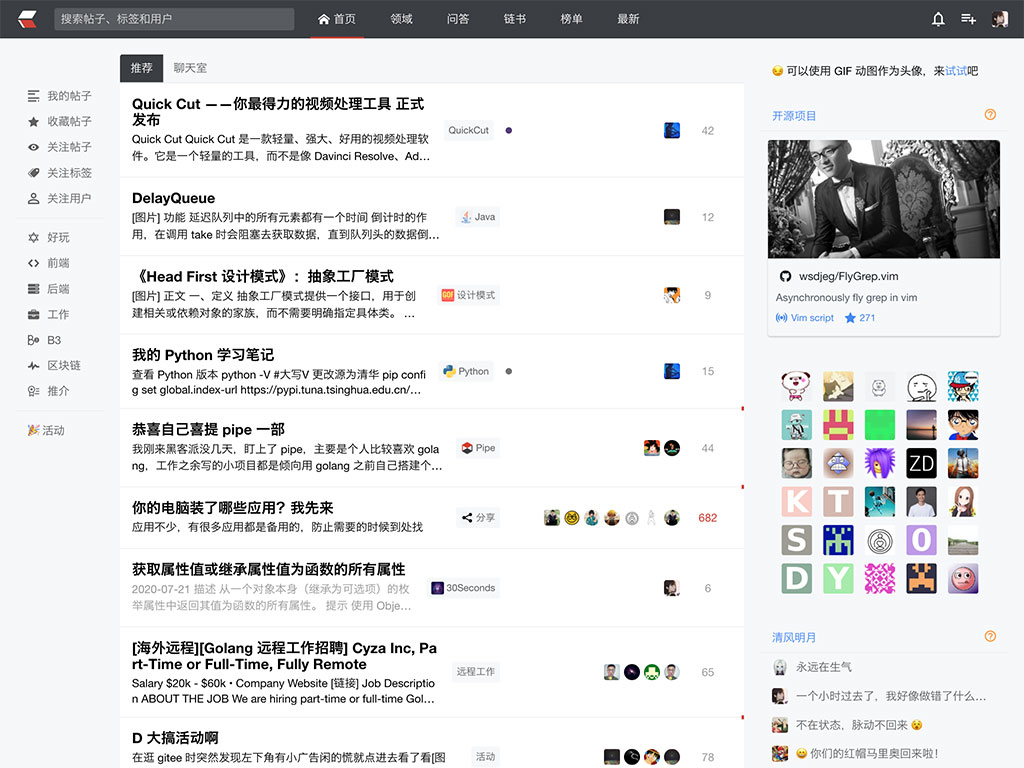 搜索帖子、标签和用户
首页
领域
问答
链书
榜单
最新
推荐
聊天室
我的帖子
收藏帖子
关注帖子
关注标签
关注用户
好玩
前端
后端
工作
B3
区块链
推介
活动
Quick Cut ——你最得力的视频处理工具 正式
发布
Quick Cut Quick Cut 是一款轻量、强大、好用的视频处理软
件。它是一个轻量的工具，而不是像 Davinci Resolve、Ad…
QuickCut
42
DelayQueue
[图片] 功能 延迟队列中的所有元素都有一个时间 倒计时的作
用，在调用 take 时会阻塞去获取数据，直到队列头的数据倒…
Java
12
《Head First 设计模式》：抽象工厂模式
[图片] 正文 一、定义 抽象工厂模式提供一个接口，用于创
建相关或依赖对象的家族，而不需要明确指定具体类。 …
GOF
设计模式
9
我的 Python 学习笔记
查看 Python 版本 python -V #大写V 更改源为清华 pip confi
g set global.index-url https://pypi.tuna.tsinghua.edu.cn/…
Python
15
恭喜自己喜提 pipe 一部
我刚来黑客派没几天，盯上了 pipe，主要是个人比较喜欢 gola
ng，工作之余写的小项目都是倾向用 golang 之前自己搭建个…
Pipe
44
你的电脑装了哪些应用？我先来
应用不少，有很多应用都是备用的，防止需要的时候到处找
分享
682
获取属性值或继承属性值为函数的所有属性
2020-07-21 描述 从一个对象本身（继承为可选项）的枚
举属性中返回其值为函数的所有属性。 提示 使用 Obje…
30Seconds
6
[海外远程][Golang 远程工作招聘] Cyza Inc, Pa
rt-Time or Full-Time, Fully Remote
Salary $20k - $60k • Company Website [链接] Job Descriptio
n ABOUT THE JOB We are hiring part-time or full-time Gol…
远程工作
65
D 大搞活动啊
在逛 gitee 时突然发现左下角有小广告闲的慌就点进去看了看[图
活动
78
😏 可以使用 GIF 动图作为头像，来试试吧
开源项目
wsdjeg/FlyGrep.vim
Asynchronously fly grep in vim
Vim script
271
ZD
K
T
S
O
D
Y
清风明月
永远在生气
一个小时过去了，我好像做错了什么…
不在状态，脉动不回来 😵
😄 你们的红帽马里奥回来啦！